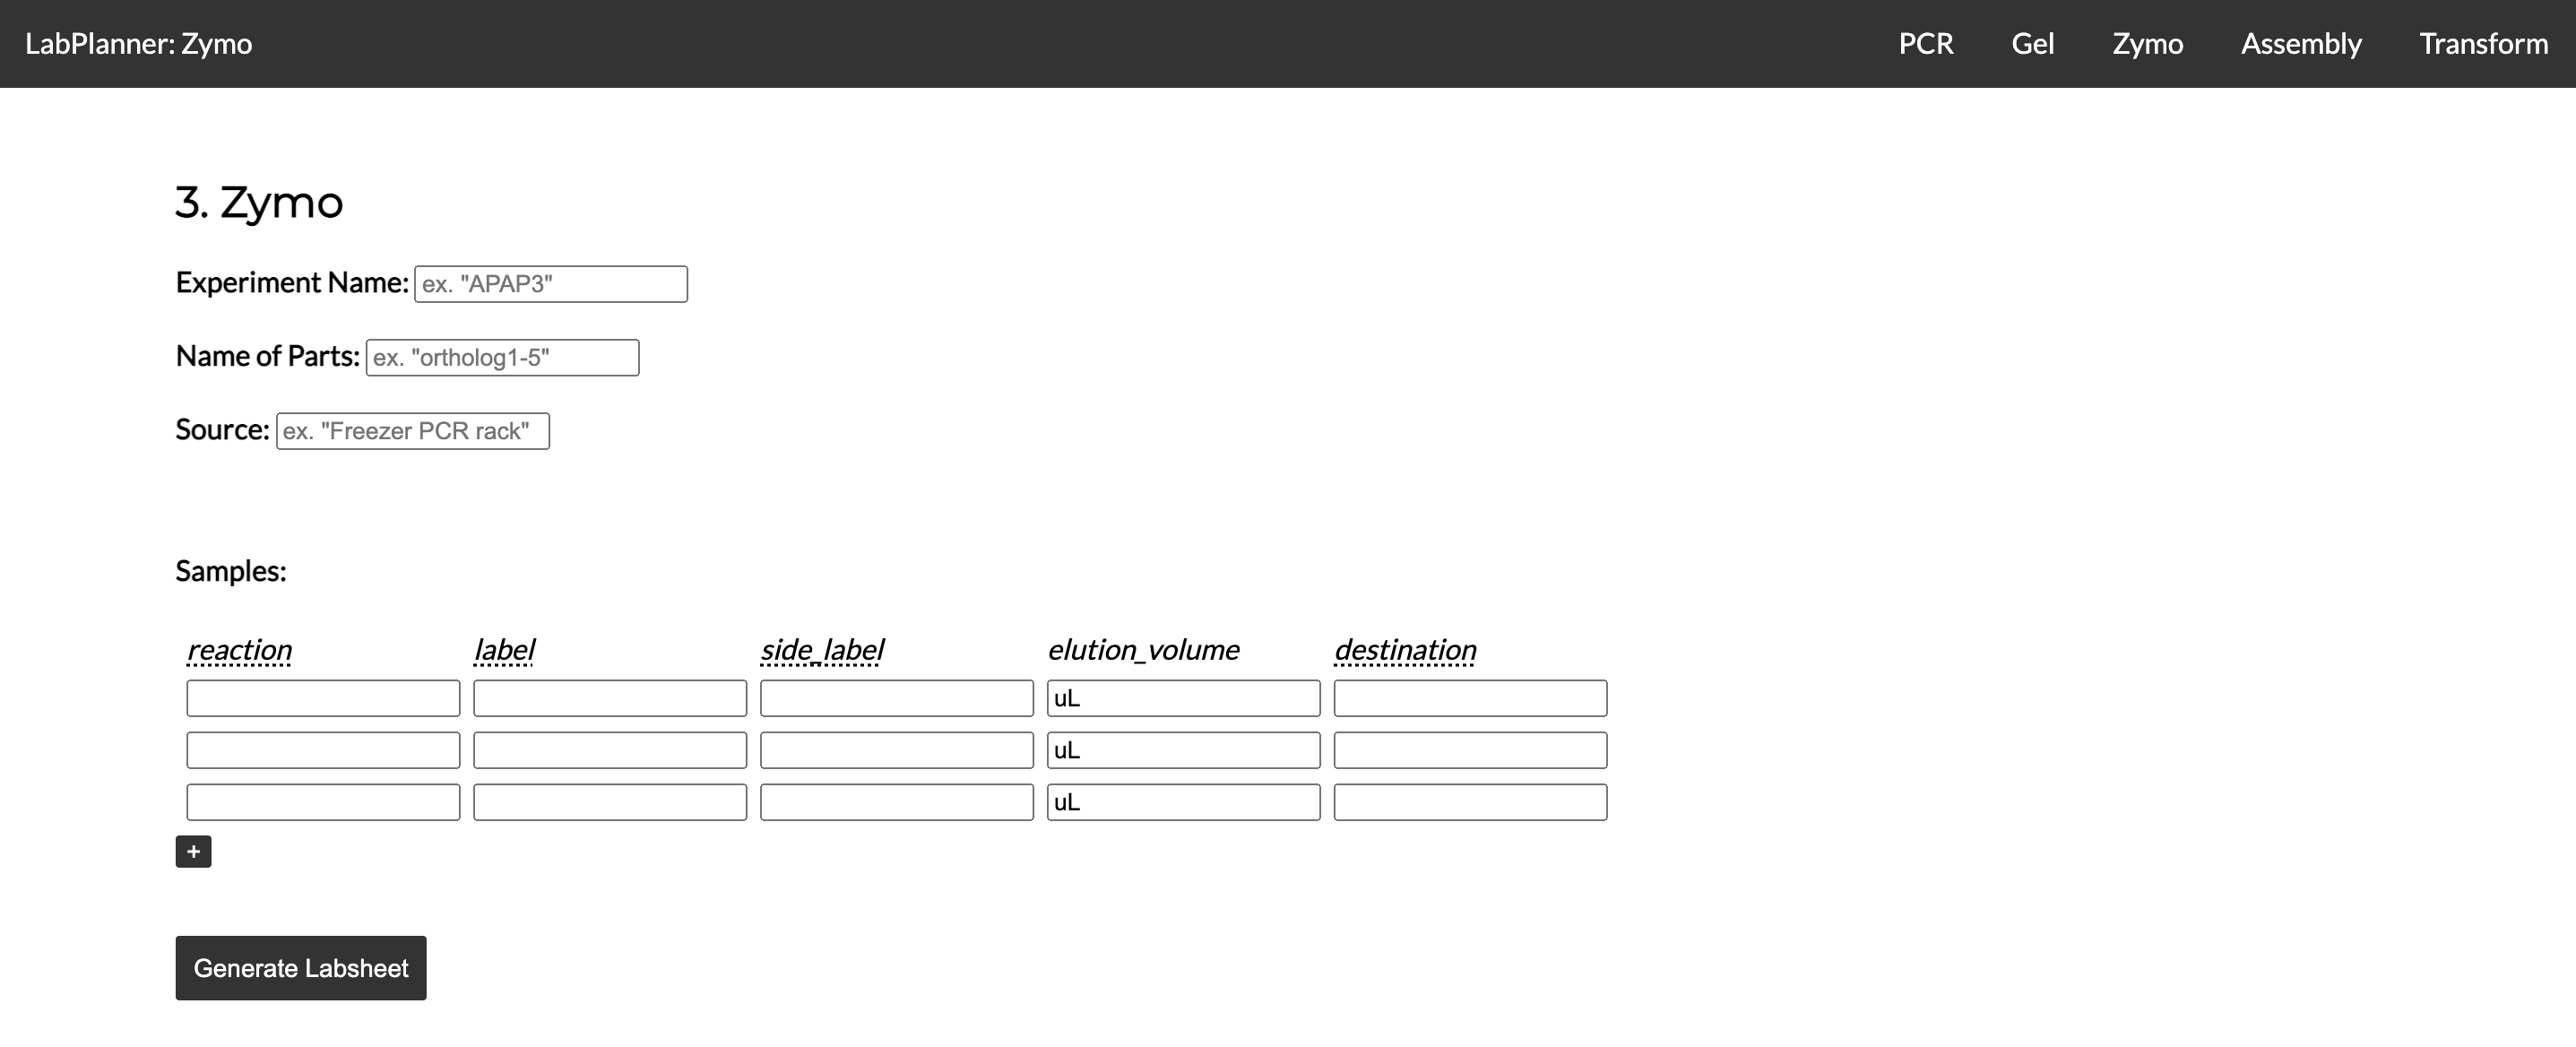 LabPlanner: Zymo PCR Gel Zymo Assembly Transform
3. Zymo
Experiment Name: ex. "APAP3"
Name of Parts: ex. "ortholog1-5"
Source: ex. "Freezer PCR rack"
Samples:
reaction label side_label elution_volume destination
uL
uL
uL
+
Generate Labsheet